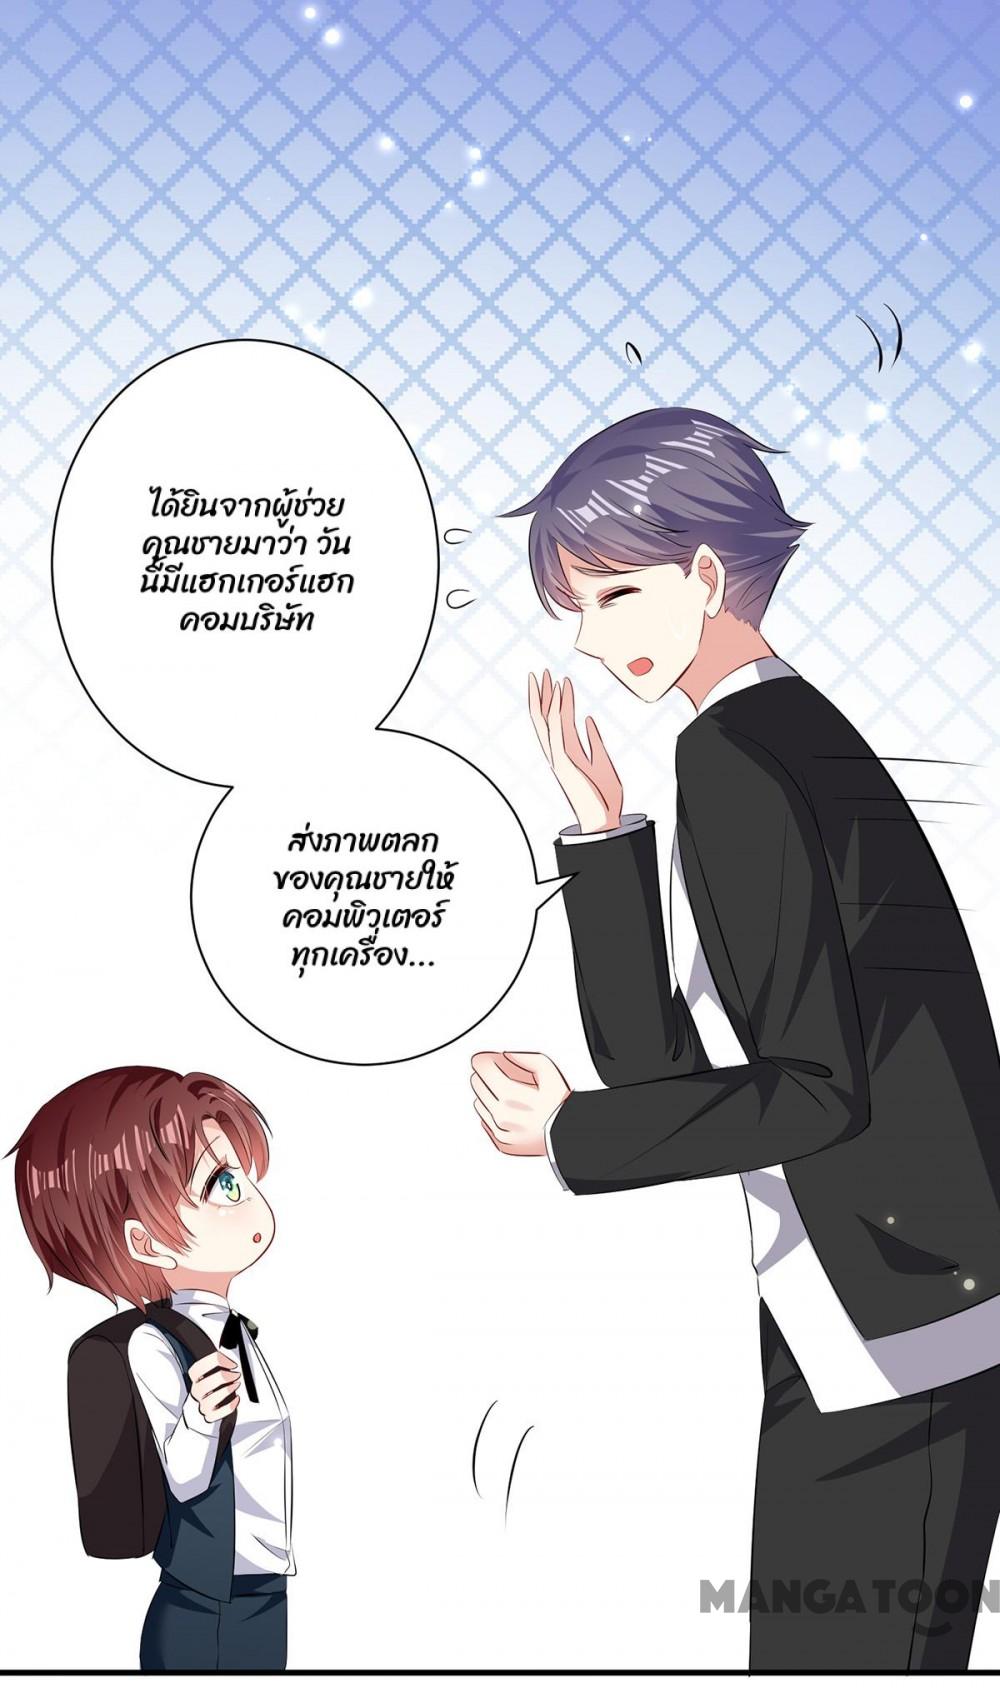 ได้ยินจากผู้ช่วย
คุณชายมาว่า วัน
นี้มีแฮกเกอร์แฮก
คอมบริษัท
ส่งภาพตลก
ของคุณชายให้
คอมพิวเตอร์
ทุกเครื่อง...
MANGATOON